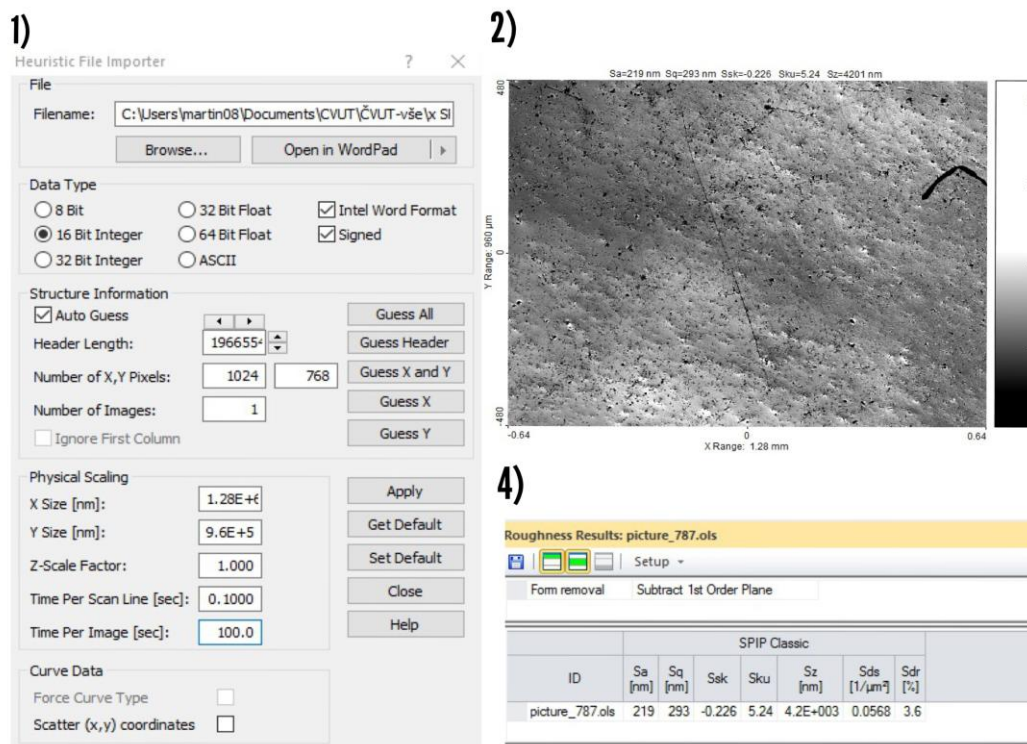 1)
Heuristic File Importer ?
File
Filename: C:\Users\martin08\Documents\CVUT\ČVUT-vše\x Sl
Browse... Open in WordPad
Data Type
8 Bit 32 Bit Float Intel Word Format
16 Bit Integer 64 Bit Float Signed
32 Bit Integer ASCII
Structure Information
Auto Guess Guess All
Header Length: 1966554 Guess Header
Number of X,Y Pixels: 1024 768 Guess X and Y
Number of Images: 1 Guess X
Ignore First Column Guess Y
Physical Scaling
X Size [nm]: 1.28E+6 Apply
Y Size [nm]: 9.6E+5 Get Default
Z-Scale Factor: 1.000 Set Default
Time Per Scan Line [sec]: 0.1000 Close
Time Per Image [sec]: 100.0 Help
Curve Data
Force Curve Type
Scatter (x,y) coordinates
2)
Sa=219 nm Sq=293 nm Ssk=-0.226 Sku=5.24 Sz=4201 nm
480
Y Range: 960 µm
0
-480
-0.64 0 0.64
X Range: 1.28 mm
4)
Roughness Results: picture_787.ols
Setup
Form removal Subtract 1st Order Plane
SPIP Classic
ID Sa [nm] Sq [nm] Ssk Sku Sz [nm] Sds [1/µm²] Sdr [%]
picture_787.ols 219 293 -0.226 5.24 4.2E+003 0.0568 3.6